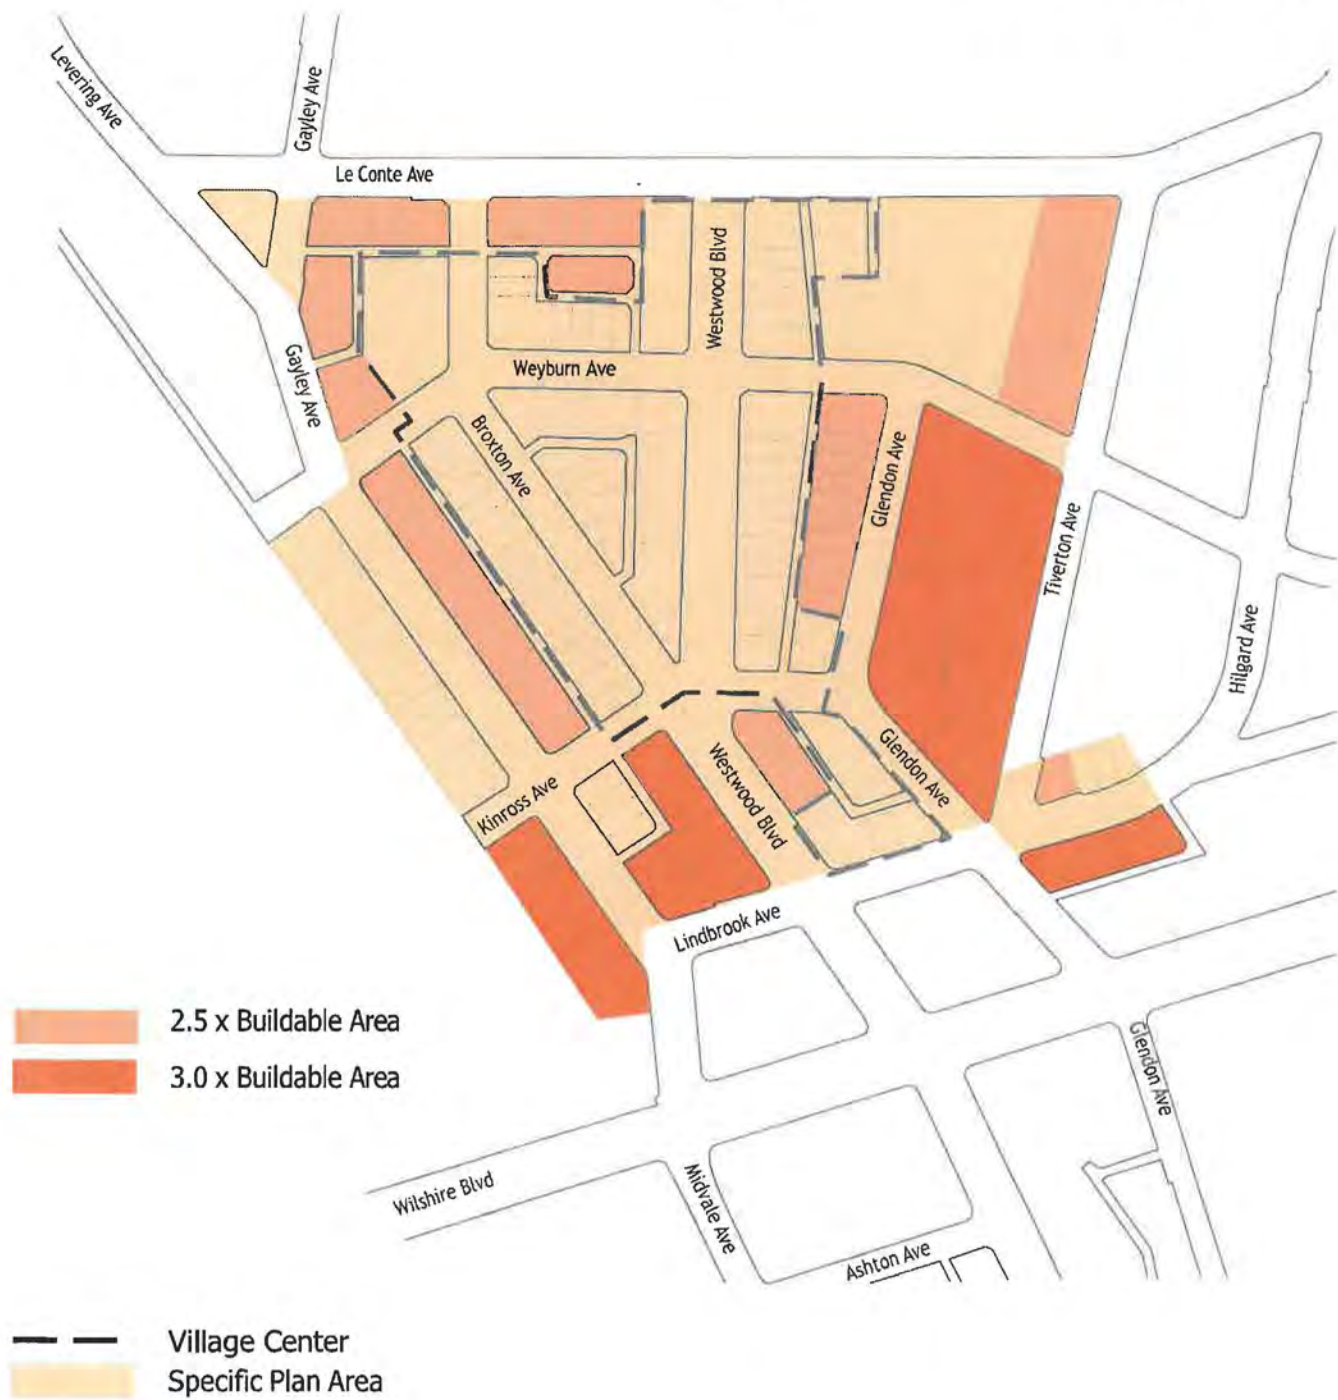 Levering Ave
Gayley Ave
Le Conte Ave
Westwood Blvd
Gayley Ave
Weyburn Ave
Broxton Ave
Glendon Ave
Tiverton Ave
Hilgard Ave
Glendon Ave
Westwood Blvd
Kinross Ave
Lindbrook Ave
2.5 x Buildable Area
3.0 x Buildable Area
Glendon Ave
Wilshire Blvd
Midvale Ave
Ashton Ave
Village Center
Specific Plan Area